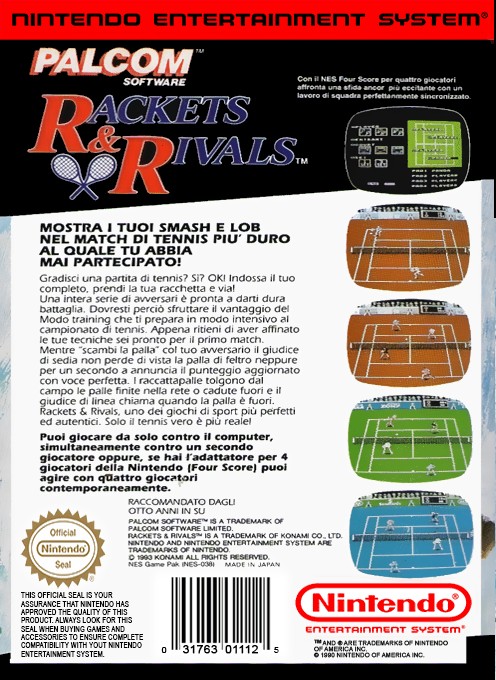 NINTENDO ENTERTAINMENT SYSTEM®
PALCOM™
SOFTWARE
RACKETS
& RIVALS™
Con il NES Four Score per quattro giocatori
affronta una sfida ancor più eccitante con un
lavoro di squadra perfettamente sincronizzato.
MOSTRA I TUOI SMASH E LOB
NEL MATCH DI TENNIS PIU' DURO
AL QUALE TU ABBIA
MAI PARTECIPATO!
Gradisci una partita di tennis? Sì? OK! Indossa il tuo
completo, prendi la tua racchetta e via!
Una intera serie di avversari è pronta a darti dura
battaglia. Dovresti perciò sfruttare il vantaggio del
Modo training che ti prepara in modo intensivo al
campionato di tennis. Appena ritieni di aver affinato
le tue tecniche sei pronto per il primo match.
Mentre "scambi la palla" col tuo avversario il giudice
di sedia non perde di vista la palla di feltro neppure
per un secondo a annuncia il punteggio aggiornato
con voce perfetta. I raccattapalle tolgono dal
campo le palle finite nella rete o cadute fuori e il
giudice di linea chiama quando la palla è fuori.
Rackets & Rivals, uno dei giochi di sport più perfetti
ed autentici. Solo il tennis vero è più reale!
Puoi giocare da solo contro il computer,
simultaneamente contro un secondo
giocatore oppure, se hai l'adattatore per 4
giocatori della Nintendo (Four Score) puoi
agire con quattro giocatori
contemporaneamente.
RACCOMANDATO DAGLI
OTTO ANNI IN SU
PALCOM SOFTWARE™ IS A TRADEMARK OF
PALCOM SOFTWARE LIMITED.
RACKETS & RIVALS™ IS A TRADEMARK OF KONAMI CO., LTD.
NINTENDO AND NINTENDO ENTERTAINMENT SYSTEM ARE
TRADEMARKS OF NINTENDO.
© 1993 KONAMI ALL RIGHTS RESERVED.
NES Game Pak (NES-038) MADE IN JAPAN
Official
Nintendo
Seal
THIS OFFICIAL SEAL IS YOUR
ASSURANCE THAT NINTENDO HAS
APPROVED THE QUALITY OF THIS
PRODUCT. ALWAYS LOOK FOR THIS
SEAL WHEN BUYING GAMES AND
ACCESSORIES TO ENSURE COMPLETE
COMPATIBILITY WITH YOUT NINTENDO
ENTERTAINMENT SYSTEM.
0 31763 01112 5
Nintendo®
ENTERTAINMENT SYSTEM®
™ AND ® ARE TRADEMARKS OF NINTENDO
OF AMERICA INC.
© 1990 NINTENDO OF AMERICA INC.